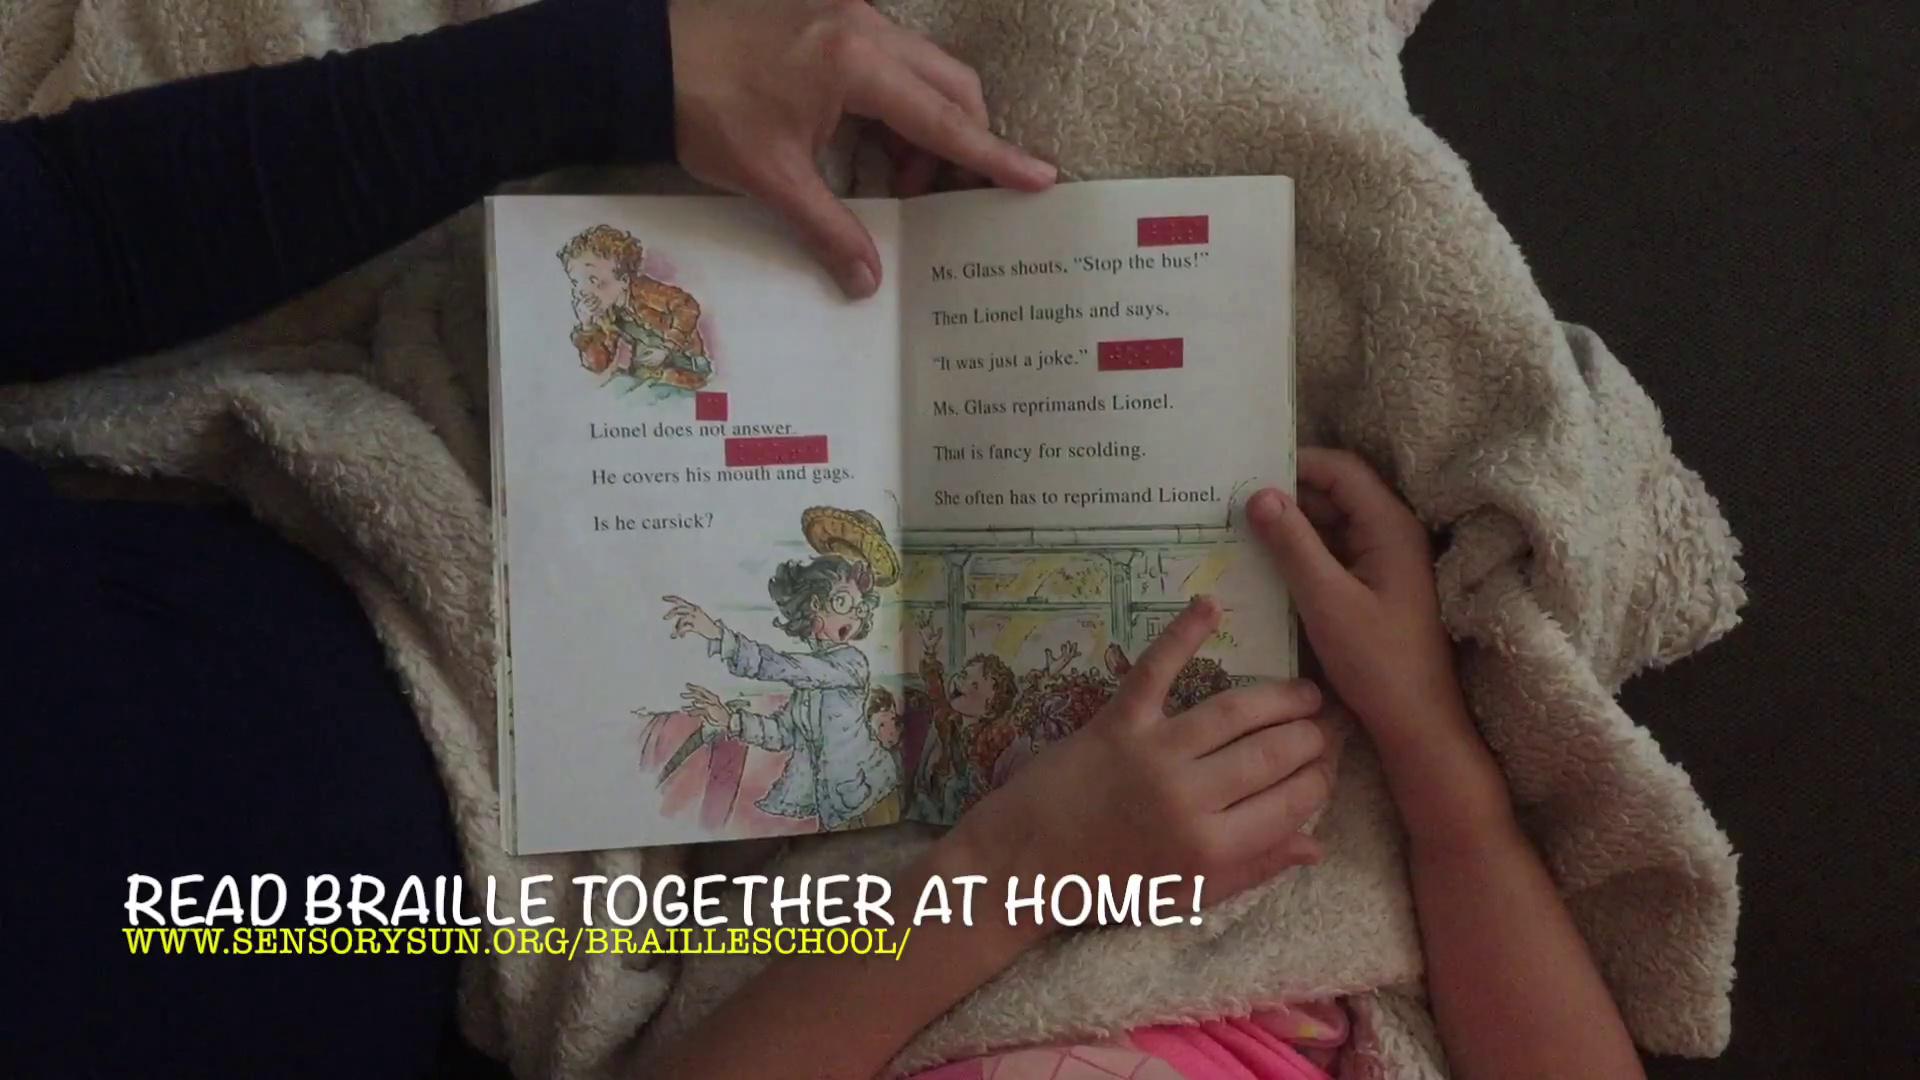 Lionel does not answer.
He covers his mouth and gags.
Is he carsick?
Ms. Glass shouts, “Stop the bus!”
Then Lionel laughs and says,
“It was just a joke.”
Ms. Glass reprimands Lionel.
That is fancy for scolding.
She often has to reprimand Lionel.
READ BRAILLE TOGETHER AT HOME!
WWW.SENSORYSUN.ORG/BRAILLESCHOOL/